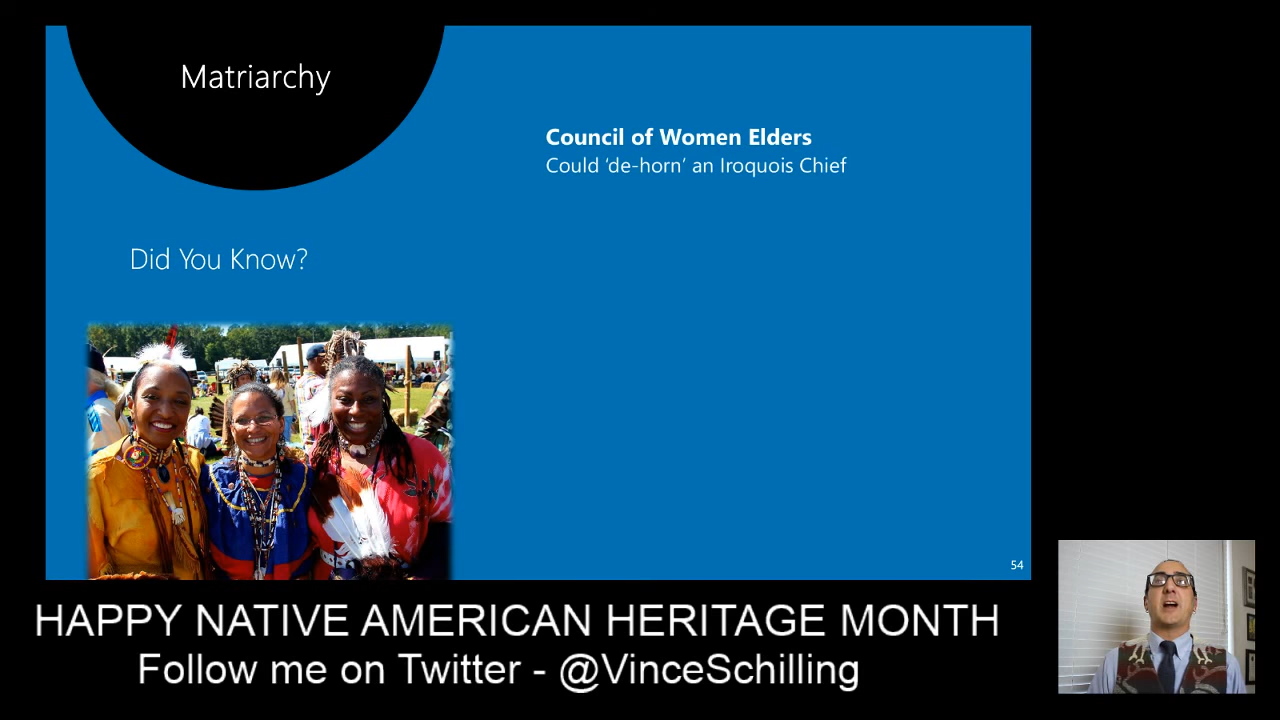 Matriarchy
Council of Women Elders
Could ‘de-horn’ an Iroquois Chief
Did You Know?
54
HAPPY NATIVE AMERICAN HERITAGE MONTH
Follow me on Twitter - @VinceSchilling